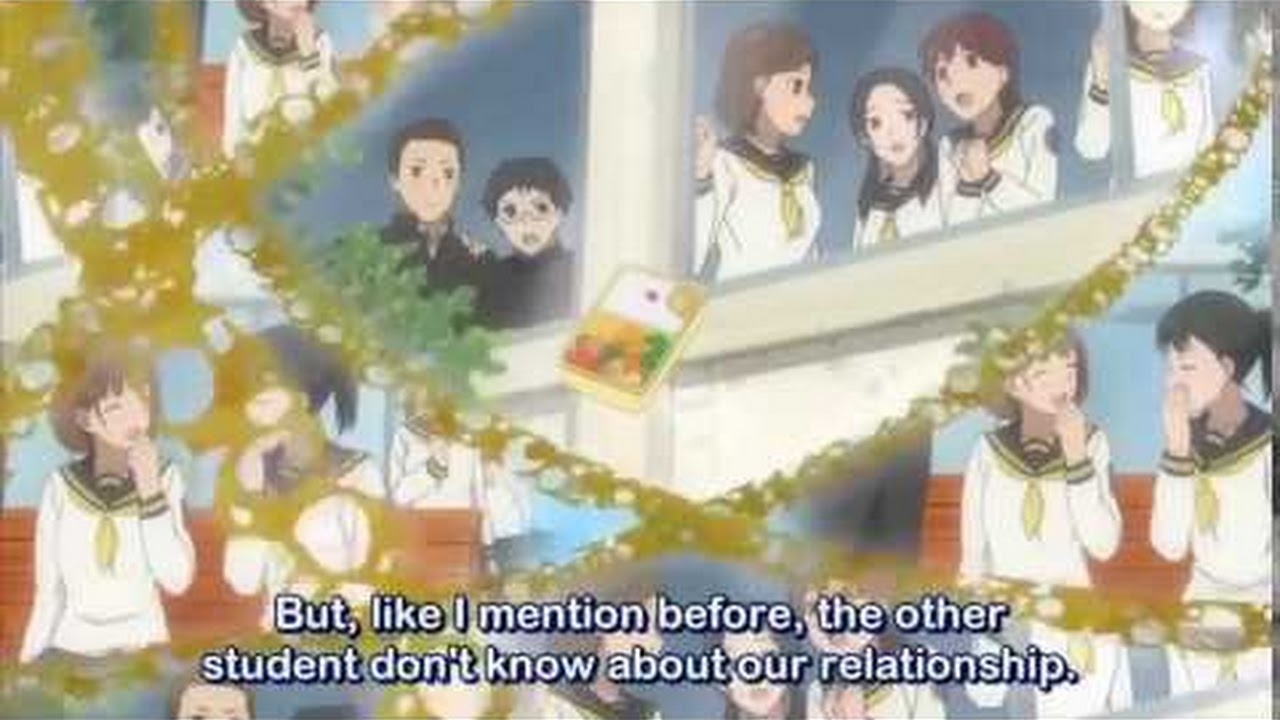 But, like I mention before, the other
student don't know about our relationship.